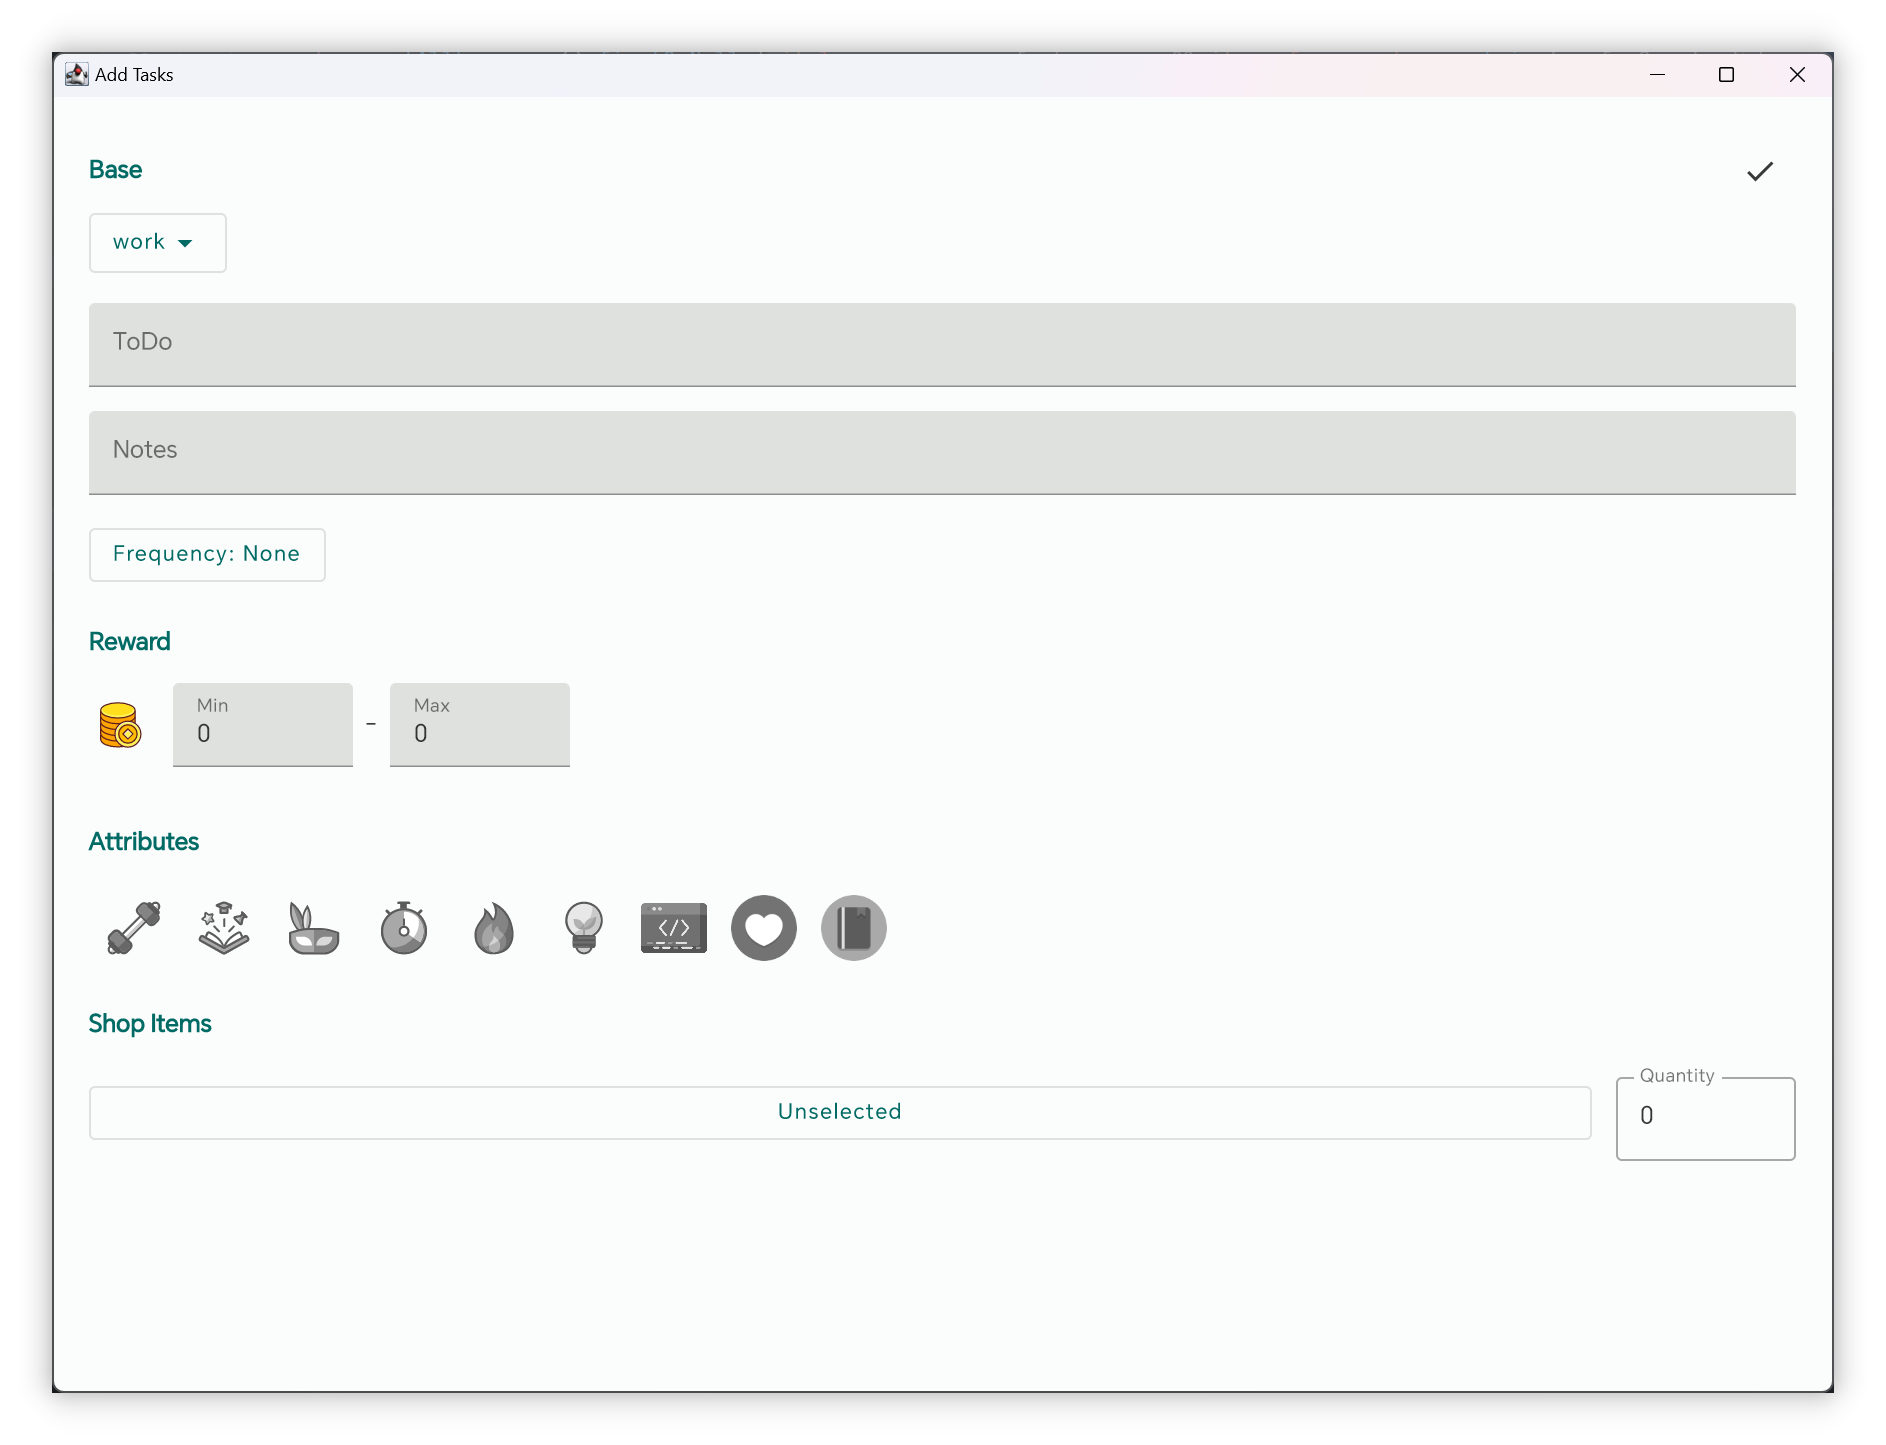 Add Tasks
Base
work
ToDo
Notes
Frequency: None
Reward
Min
0
-
Max
0
Attributes
</>
Shop Items
Unselected
Quantity
0